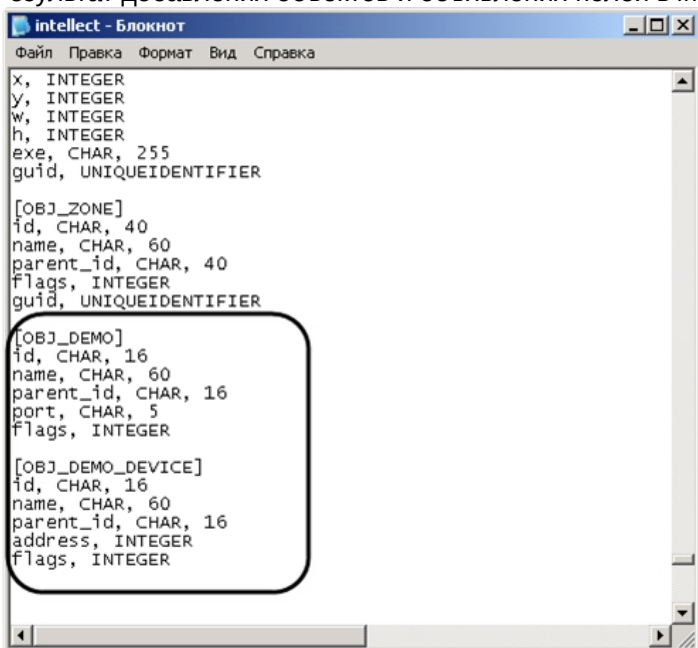 intellect - Блокнот
Файл Правка Формат Вид Справка
x, INTEGER
y, INTEGER
w, INTEGER
h, INTEGER
exe, CHAR, 255
guid, UNIQUEIDENTIFIER
[OBJ_ZONE]
id, CHAR, 40
name, CHAR, 60
parent_id, CHAR, 40
flags, INTEGER
guid, UNIQUEIDENTIFIER
[OBJ_DEMO]
id, CHAR, 16
name, CHAR, 60
parent_id, CHAR, 16
port, CHAR, 5
flags, INTEGER
[OBJ_DEMO_DEVICE]
id, CHAR, 16
name, CHAR, 60
parent_id, CHAR, 16
address, INTEGER
flags, INTEGER